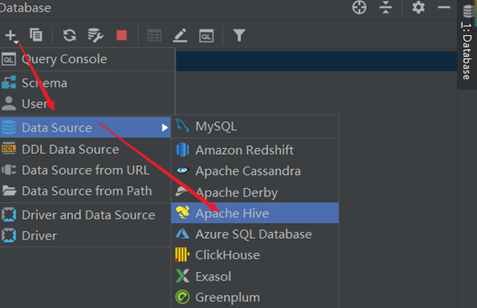 Database
1: Database
Query Console
Schema
User
Data Source
DDL Data Source
Data Source from URL
Data Source from Path
Driver and Data Source
Driver
MySQL
Amazon Redshift
Apache Cassandra
Apache Derby
Apache Hive
Azure SQL Database
ClickHouse
Exasol
Greenplum